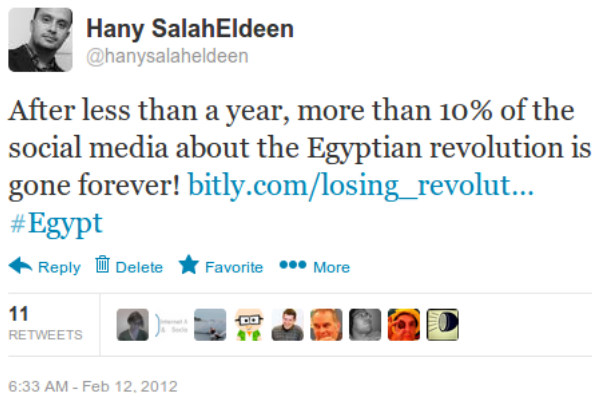 Hany SalahEldeen
@hanysalaheldeen
After less than a year, more than 10% of the
social media about the Egyptian revolution is
gone forever! bitly.com/losing_revolut...
#Egypt
Reply Delete Favorite More
11
RETWEETS
6:33 AM - Feb 12, 2012